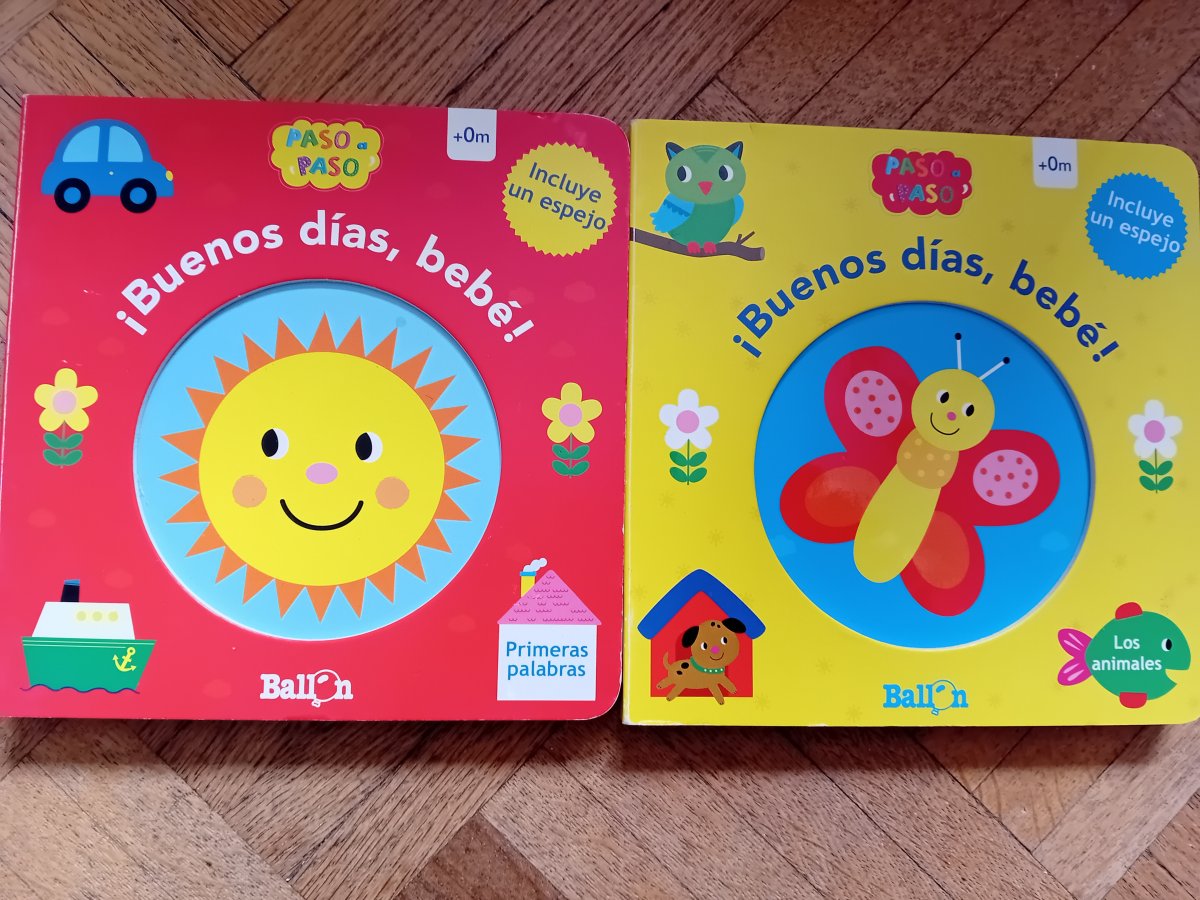 PASO a
PASO
+0m
Incluye
un espejo
¡Buenos días, bebé!
Primeras
palabras
Ballon
PASO a
PASO
+0m
Incluye
un espejo
¡Buenos días, bebé!
Los
animales
Ballon